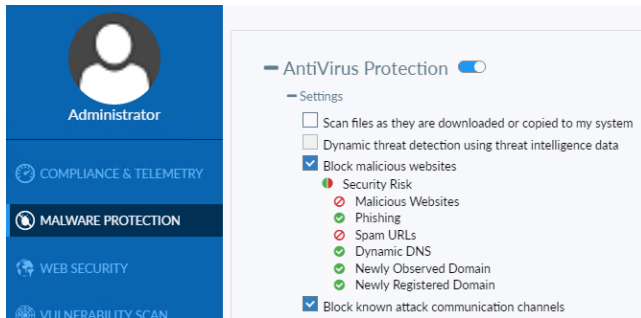 AntiVirus Protection
Settings
Administrator
Scan files as they are downloaded or copied to my system
Dynamic threat detection using threat intelligence data
COMPLIANCE & TELEMETRY
Block malicious websites
Security Risk
Malicious Websites
MALWARE PROTECTION
Phishing
Spam URLs
Dynamic DNS
WEB SECURITY
Newly Observed Domain
Newly Registered Domain
Block known attack communication channels
VULNERABILITY SCAN